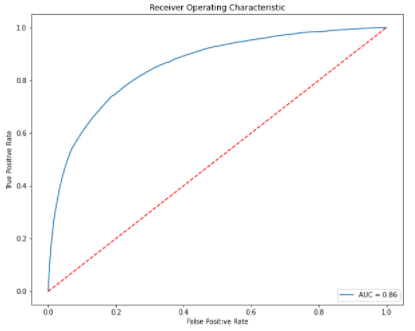 Receiver Operating Characteristic
1.0
0.8
0.6
0.4
0.2
0.0
True Positive Rate
0.0 0.2 0.4 0.6 0.8 1.0
False Positive Rate
AUC = 0.86